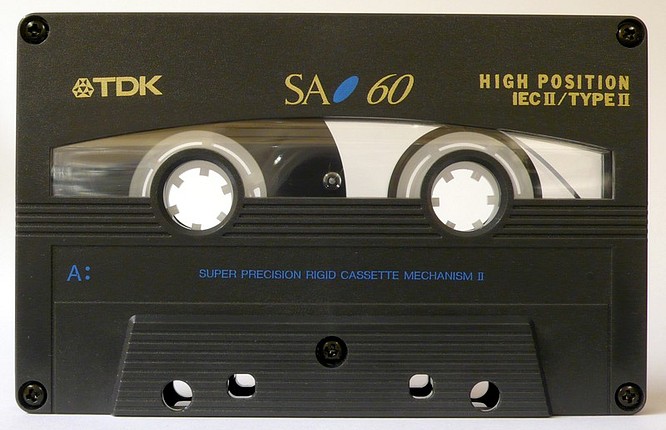 TDK
SA 60
HIGH POSITION
IEC II / TYPE II
A:
SUPER PRECISION RIGID CASSETTE MECHANISM II